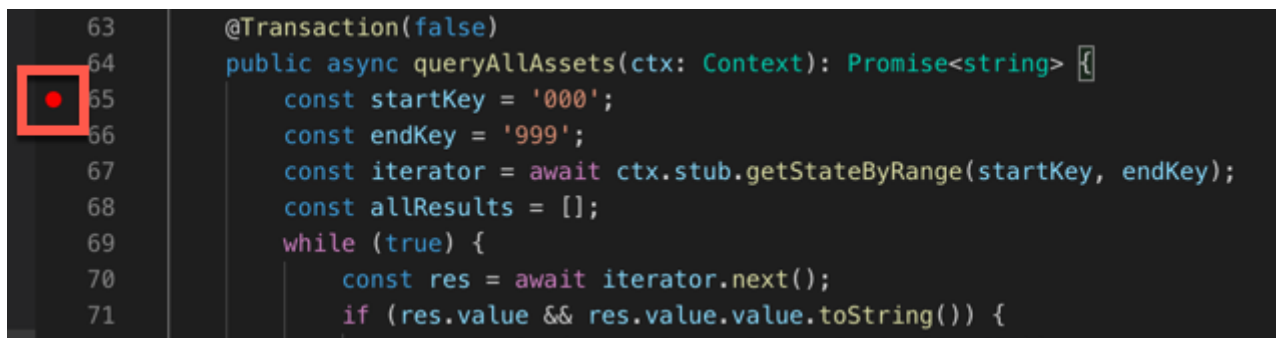 63 @Transaction(false)
64 public async queryAllAssets(ctx: Context): Promise<string> {
65 const startKey = '000';
66 const endKey = '999';
67 const iterator = await ctx.stub.getStateByRange(startKey, endKey);
68 const allResults = [];
69 while (true) {
70 const res = await iterator.next();
71 if (res.value && res.value.value.toString()) {